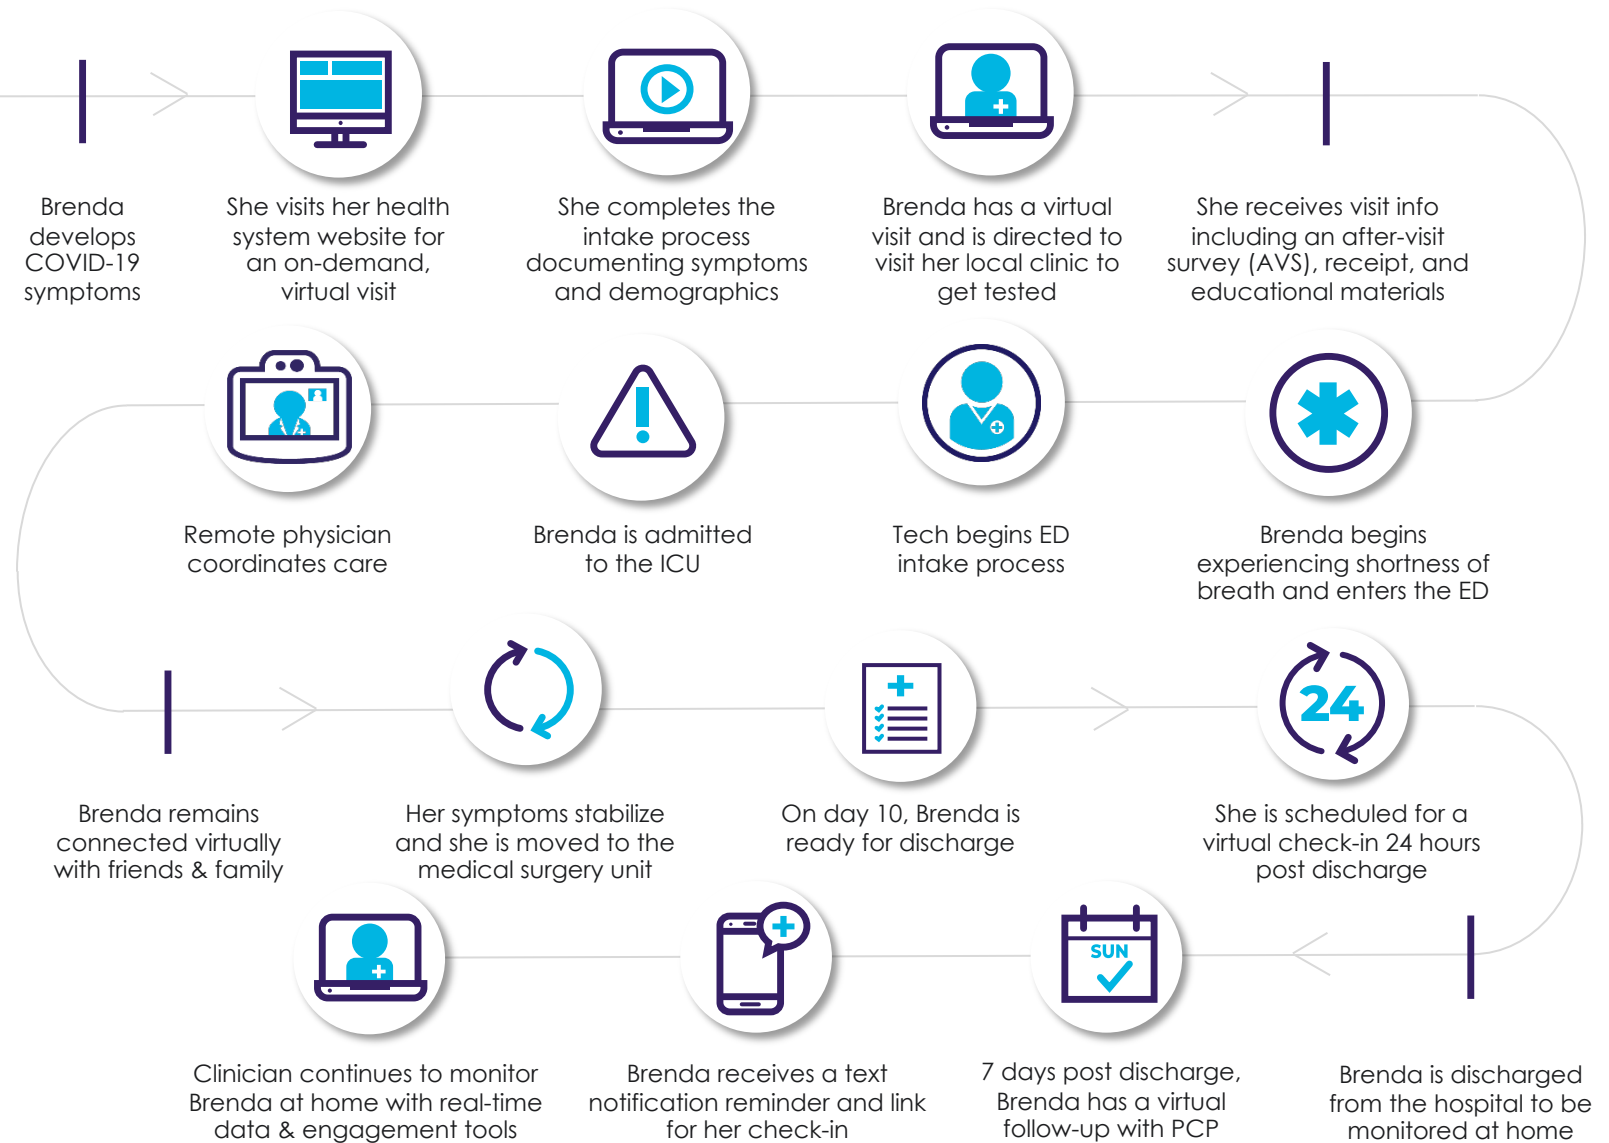 Brenda
develops
COVID-19
symptoms
She visits her health
system website for
an on-demand,
virtual visit
She completes the
intake process
documenting symptoms
and demographics
Brenda has a virtual
visit and is directed to
visit her local clinic to
get tested
She receives visit info
including an after-visit
survey (AVS), receipt, and
educational materials
Brenda begins
experiencing shortness of
breath and enters the ED
Tech begins ED
intake process
Brenda is admitted
to the ICU
Remote physician
coordinates care
Brenda remains
connected virtually
with friends & family
Her symptoms stabilize
and she is moved to the
medical surgery unit
On day 10, Brenda is
ready for discharge
24
She is scheduled for a
virtual check-in 24 hours
post discharge
Brenda is discharged
from the hospital to be
monitored at home
SUN
7 days post discharge,
Brenda has a virtual
follow-up with PCP
Brenda receives a text
notification reminder and link
for her check-in
Clinician continues to monitor
Brenda at home with real-time
data & engagement tools